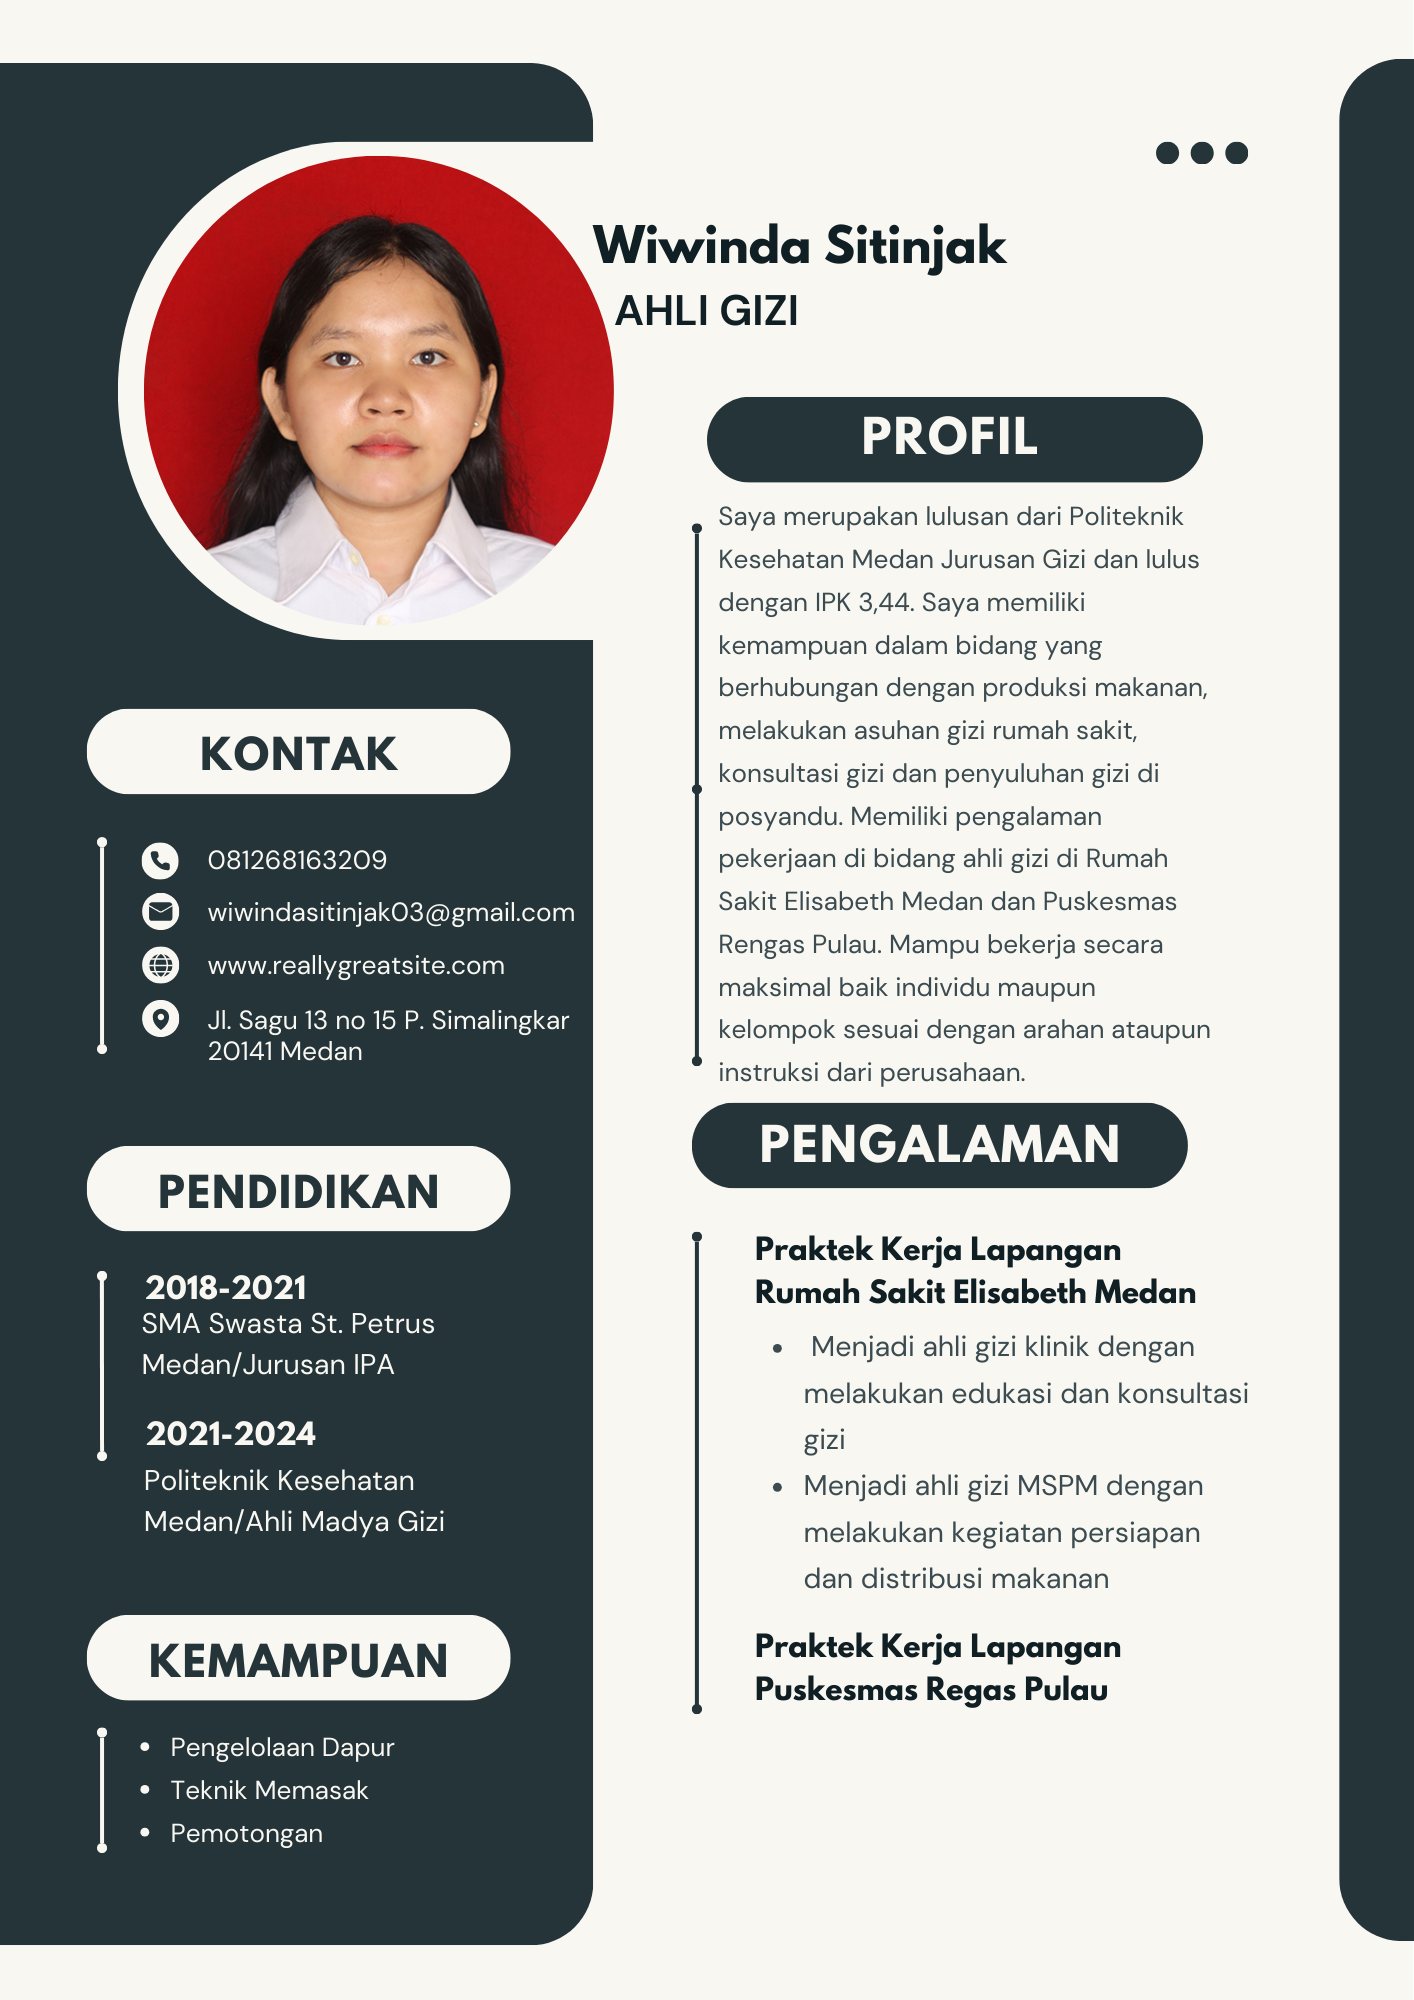 Wiwinda Sitinjak
AHLI GIZI
KONTAK
081268163209
wiwindasitinjak03@gmail.com
www.reallygreatsite.com
Jl. Sagu 13 no 15 P. Simalingkar
20141 Medan
PENDIDIKAN
2018-2021
SMA Swasta St. Petrus
Medan/Jurusan IPA
2021-2024
Politeknik Kesehatan
Medan/Ahli Madya Gizi
KEMAMPUAN
• Pengelolaan Dapur
• Teknik Memasak
• Pemotongan
PROFIL
Saya merupakan lulusan dari Politeknik
Kesehatan Medan Jurusan Gizi dan lulus
dengan IPK 3,44. Saya memiliki
kemampuan dalam bidang yang
berhubungan dengan produksi makanan,
melakukan asuhan gizi rumah sakit,
konsultasi gizi dan penyuluhan gizi di
posyandu. Memiliki pengalaman
pekerjaan di bidang ahli gizi di Rumah
Sakit Elisabeth Medan dan Puskesmas
Rengas Pulau. Mampu bekerja secara
maksimal baik individu maupun
kelompok sesuai dengan arahan ataupun
instruksi dari perusahaan.
PENGALAMAN
Praktek Kerja Lapangan
Rumah Sakit Elisabeth Medan
• Menjadi ahli gizi klinik dengan
melakukan edukasi dan konsultasi
gizi
• Menjadi ahli gizi MSPM dengan
melakukan kegiatan persiapan
dan distribusi makanan
Praktek Kerja Lapangan
Puskesmas Regas Pulau